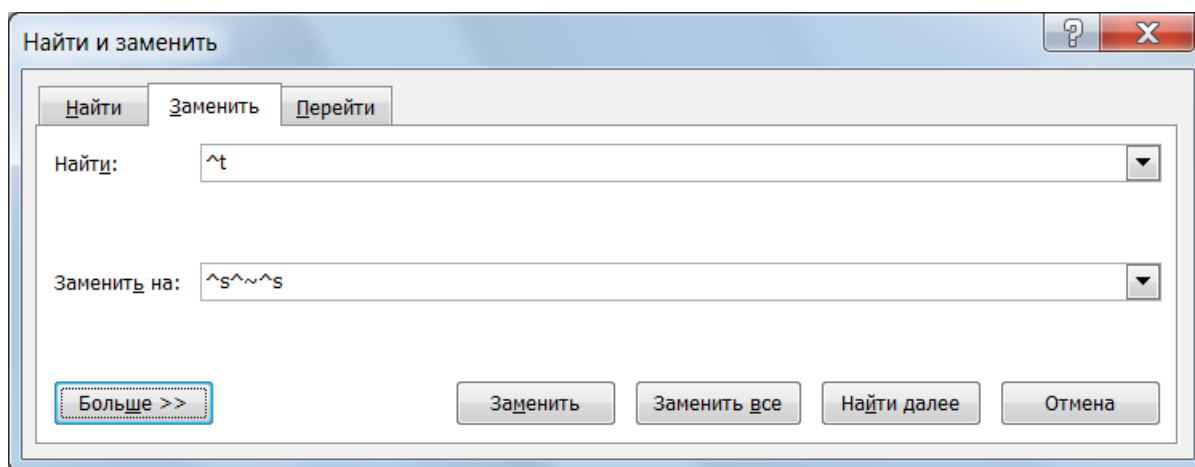 Найти и заменить
Найти Заменить Перейти
Найти: ^t
Заменить на: ^s^~^s
Больше >> Заменить Заменить все Найти далее Отмена